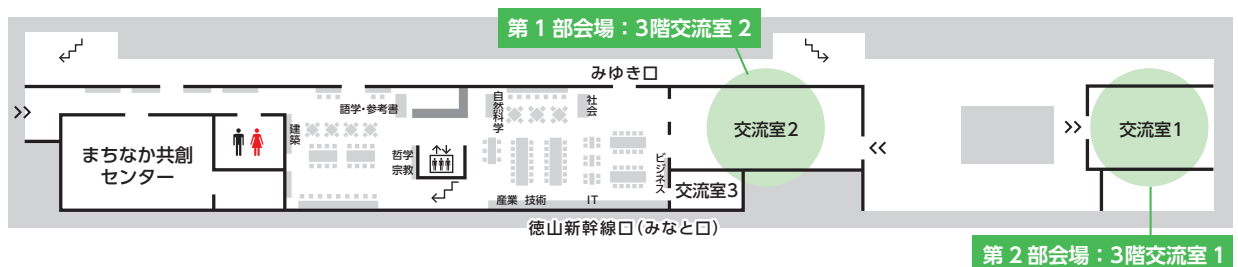 第1部会場：3階交流室2
みゆき口
語学・参考書
自然科学
社会
建築
まちなか共創
センター
哲学
宗教
ビジネス
交流室2
交流室1
交流室3
産業 技術
IT
徳山新幹線口（みなと口）
第2部会場：3階交流室1